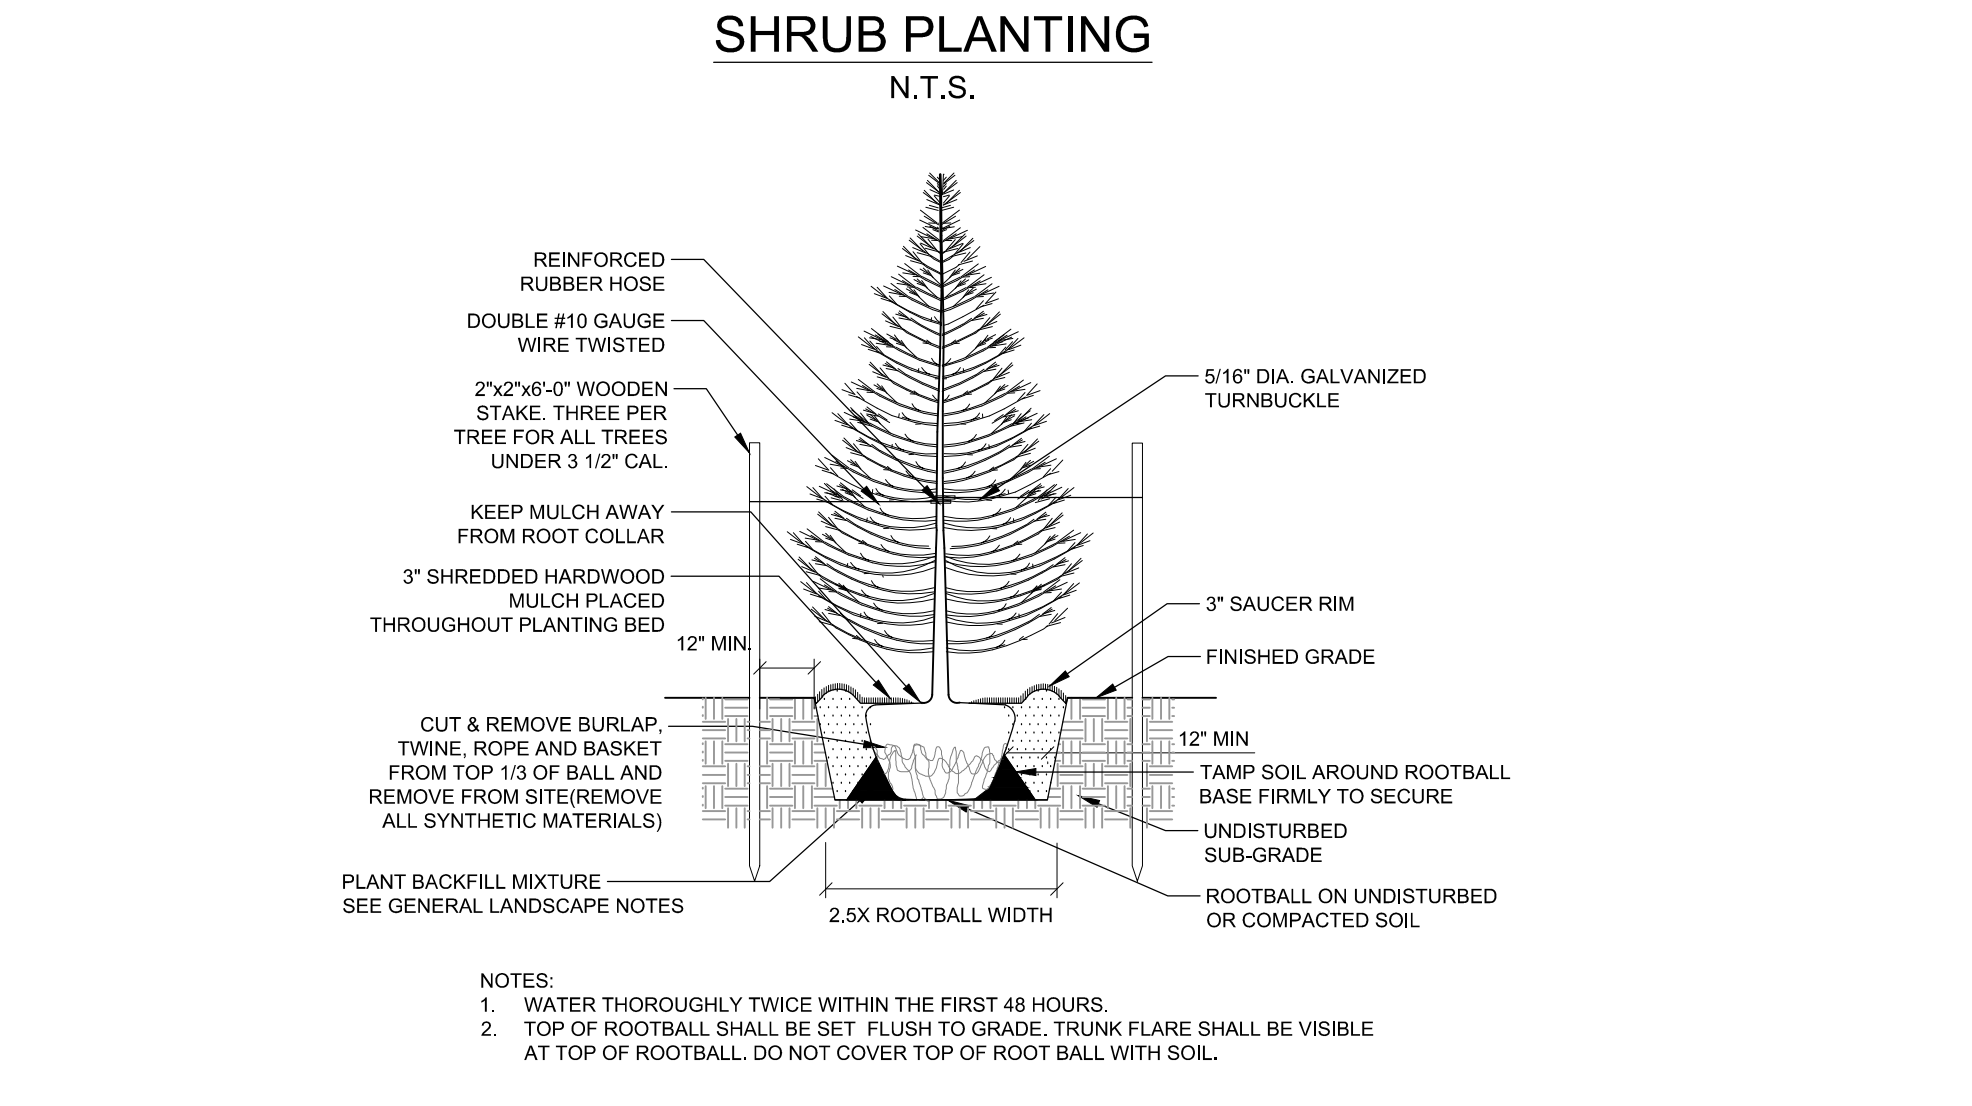 SHRUB PLANTING
N.T.S.
REINFORCED
RUBBER HOSE
DOUBLE #10 GAUGE
WIRE TWISTED
2"x2"x6'-0" WOODEN
STAKE. THREE PER
TREE FOR ALL TREES
UNDER 3 1/2" CAL.
KEEP MULCH AWAY
FROM ROOT COLLAR
3" SHREDDED HARDWOOD
MULCH PLACED
THROUGHOUT PLANTING BED
12" MIN.
CUT & REMOVE BURLAP,
TWINE, ROPE AND BASKET
FROM TOP 1/3 OF BALL AND
REMOVE FROM SITE(REMOVE
ALL SYNTHETIC MATERIALS)
PLANT BACKFILL MIXTURE
SEE GENERAL LANDSCAPE NOTES
5/16" DIA. GALVANIZED
TURNBUCKLE
3" SAUCER RIM
FINISHED GRADE
12" MIN
TAMP SOIL AROUND ROOTBALL
BASE FIRMLY TO SECURE
UNDISTURBED
SUB-GRADE
ROOTBALL ON UNDISTURBED
OR COMPACTED SOIL
2.5X ROOTBALL WIDTH
NOTES:
1. WATER THOROUGHLY TWICE WITHIN THE FIRST 48 HOURS.
2. TOP OF ROOTBALL SHALL BE SET FLUSH TO GRADE. TRUNK FLARE SHALL BE VISIBLE
AT TOP OF ROOTBALL. DO NOT COVER TOP OF ROOT BALL WITH SOIL.